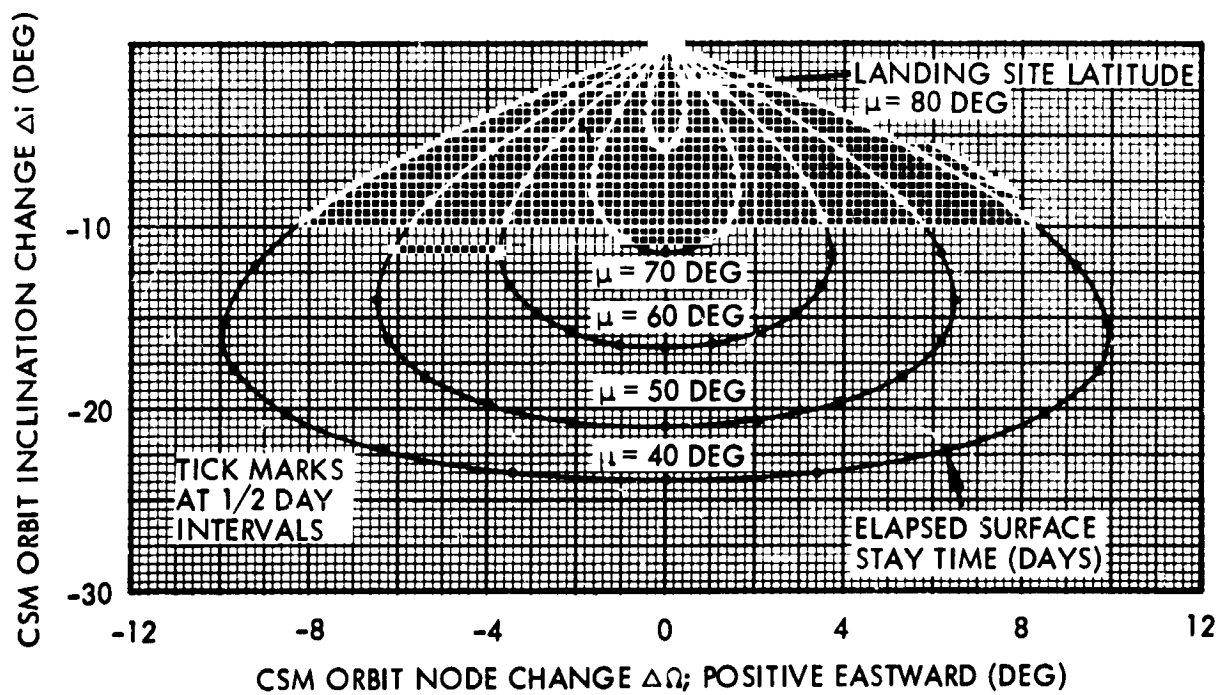 CSM ORBIT INCLINATION CHANGE Δi (DEG)
LANDING SITE LATITUDE
μ = 80 DEG
-10
μ = 70 DEG
μ = 60 DEG
μ = 50 DEG
-20
μ = 40 DEG
TICK MARKS
AT 1/2 DAY
INTERVALS
ELAPSED SURFACE
STAY TIME (DAYS)
-30
-12
-8
-4
0
4
8
12
CSM ORBIT NODE CHANGE ΔΩ; POSITIVE EASTWARD (DEG)